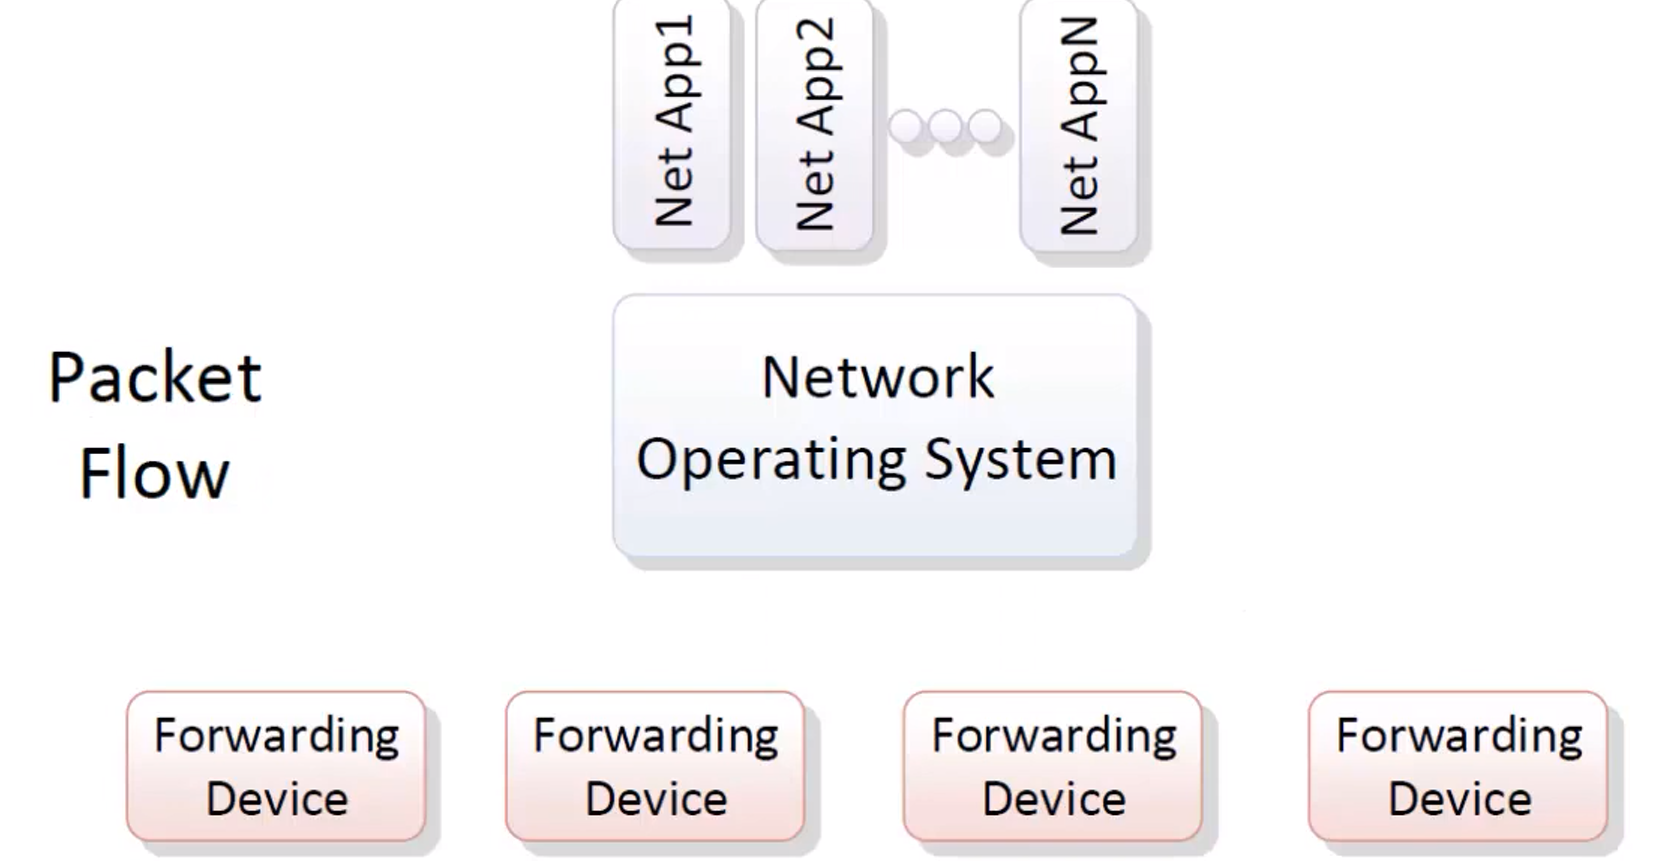 Net App1
Net App2
Net AppN
Packet
Flow
Network
Operating System
Forwarding
Device
Forwarding
Device
Forwarding
Device
Forwarding
Device